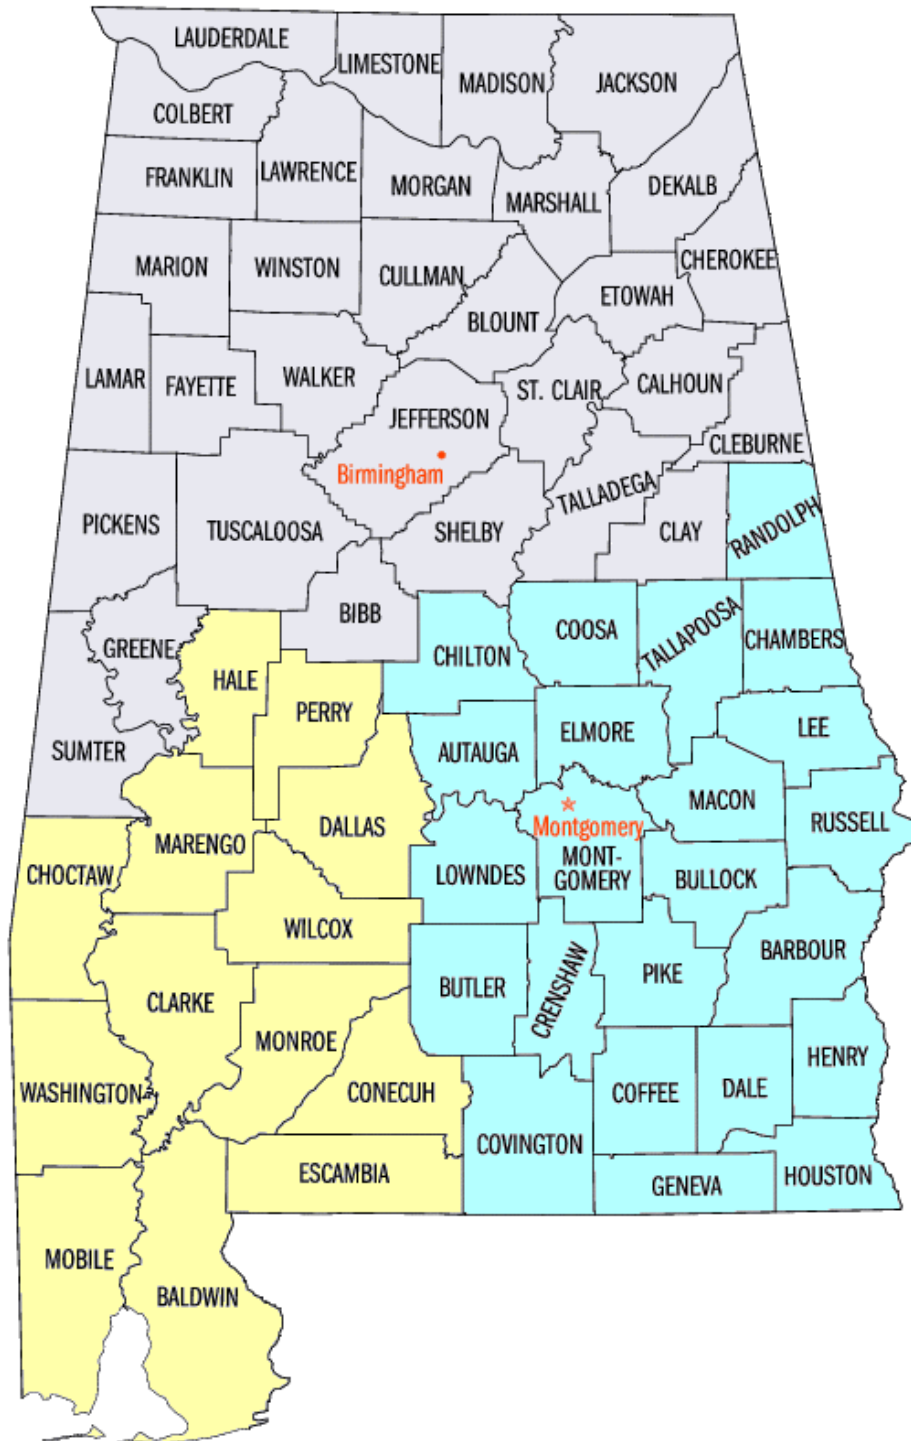 LAUDERDALE
LIMESTONE
MADISON
JACKSON
COLBERT
FRANKLIN
LAWRENCE
MORGAN
MARSHALL
DEKALB
MARION
WINSTON
CULLMAN
CHEROKEE
ETOWAH
BLOUNT
LAMAR
FAYETTE
WALKER
ST. CLAIR
CALHOUN
JEFFERSON
CLEBURNE
Birmingham
TALLADEGA
PICKENS
TUSCALOOSA
SHELBY
CLAY
RANDOLPH
BIBB
COOSA
TALLAPOOSA
CHAMBERS
GREENE
CHILTON
HALE
PERRY
SUMTER
AUTAUGA
ELMORE
LEE
MACON
MARENGO
DALLAS
Montgomery
RUSSELL
CHOCTAW
LOWNDES
MONT-
GOMERY
BULLOCK
WILCOX
BARBOUR
CLARKE
BUTLER
CRENSHAW
PIKE
MONROE
HENRY
WASHINGTON
CONECUH
COFFEE
DALE
COVINGTON
ESCAMBIA
GENEVA
HOUSTON
MOBILE
BALDWIN